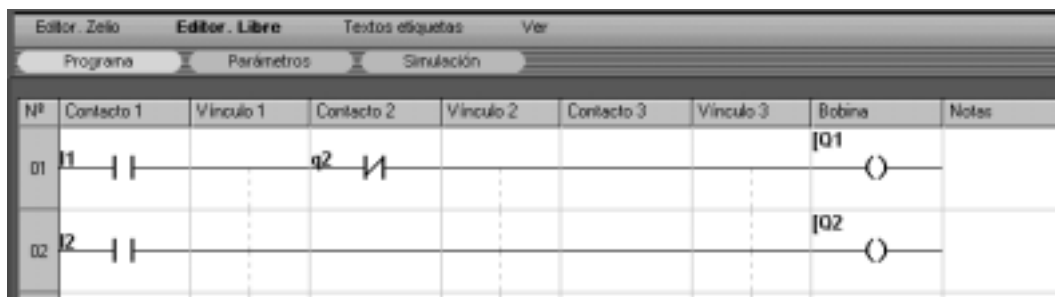 Editor. Zelio Editor. Libre Textos etiquetas Ver
Programa Parámetros Simulación
Nº Contacto 1 Vínculo 1 Contacto 2 Vínculo 2 Contacto 3 Vínculo 3 Bobina Notas
01 I1 q2 [Q1
02 I2 [Q2